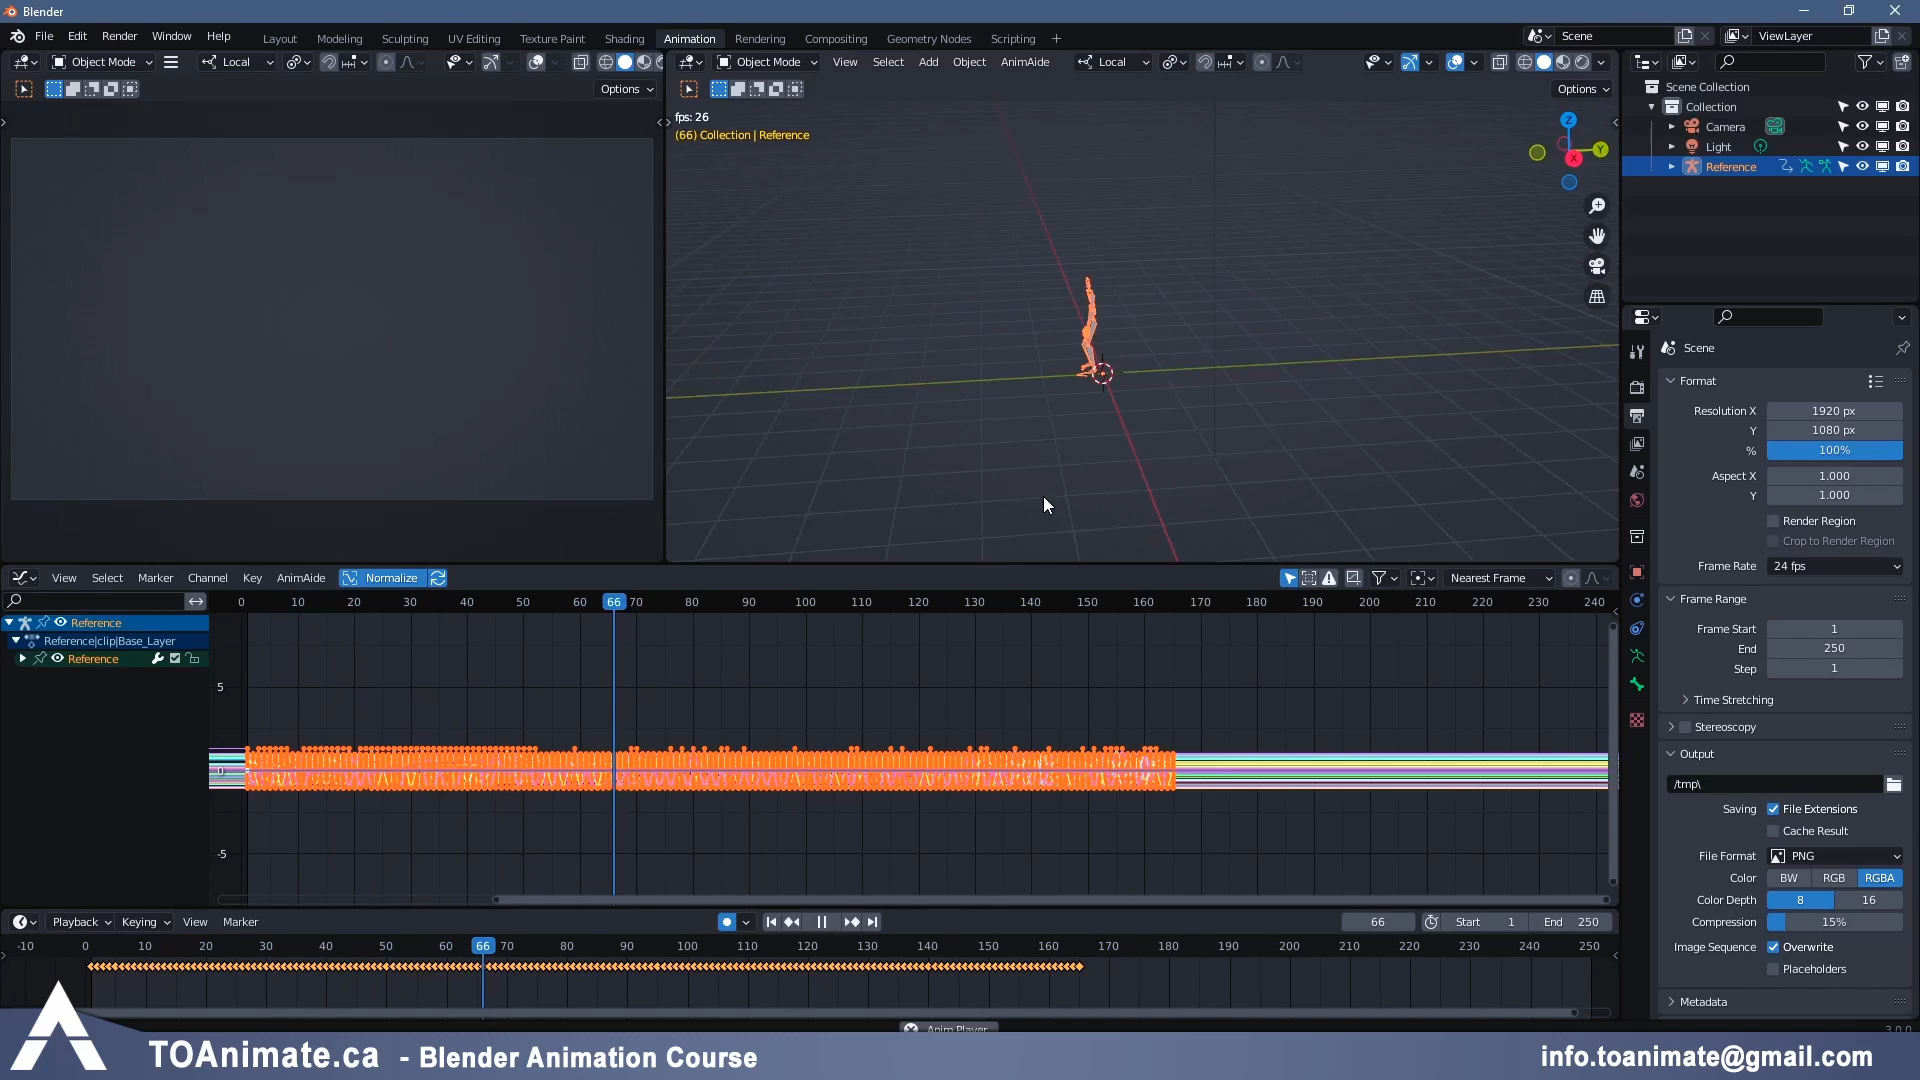 Blender
File Edit Render Window Help
Layout Modeling Sculpting UV Editing Texture Paint Shading Animation Rendering Compositing Geometry Nodes Scripting +
Scene
ViewLayer
Object Mode
Local
Object Mode View Select Add Object AnimAide
Local
Options
Options
fps: 26
(66) Collection | Reference
Z
Y
X
Scene Collection
Collection
Camera
Light
Reference
Scene
Format
Resolution X 1920 px
Y 1080 px
% 100%
Aspect X 1.000
Y 1.000
Render Region
Crop to Render Region
Frame Rate 24 fps
Frame Range
Frame Start 1
End 250
Step 1
Time Stretching
Stereoscopy
Output
/tmp\
Saving File Extensions
Cache Result
File Format PNG
Color BW RGB RGBA
Color Depth 8 16
Compression 15%
Image Sequence Overwrite
Placeholders
Metadata
View Select Marker Channel Key AnimAide Normalize
Nearest Frame
0 10 20 30 40 50 60 66 70 80 90 100 110 120 130 140 150 160 170 180 190 200 210 220 230 240
Reference
Reference|clip|Base_Layer
Reference
5
0
-5
Playback Keying View Marker
66 Start 1 End 250
-10 0 10 20 30 40 50 60 66 70 80 90 100 110 120 130 140 150 160 170 180 190 200 210 220 230 240 250
Anim Player
3.0.0
TOAnimate.ca - Blender Animation Course
info.toanimate@gmail.com